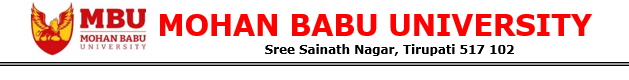 MBU
MOHAN BABU
UNIVERSITY
MOHAN BABU UNIVERSITY
Sree Sainath Nagar, Tirupati 517 102